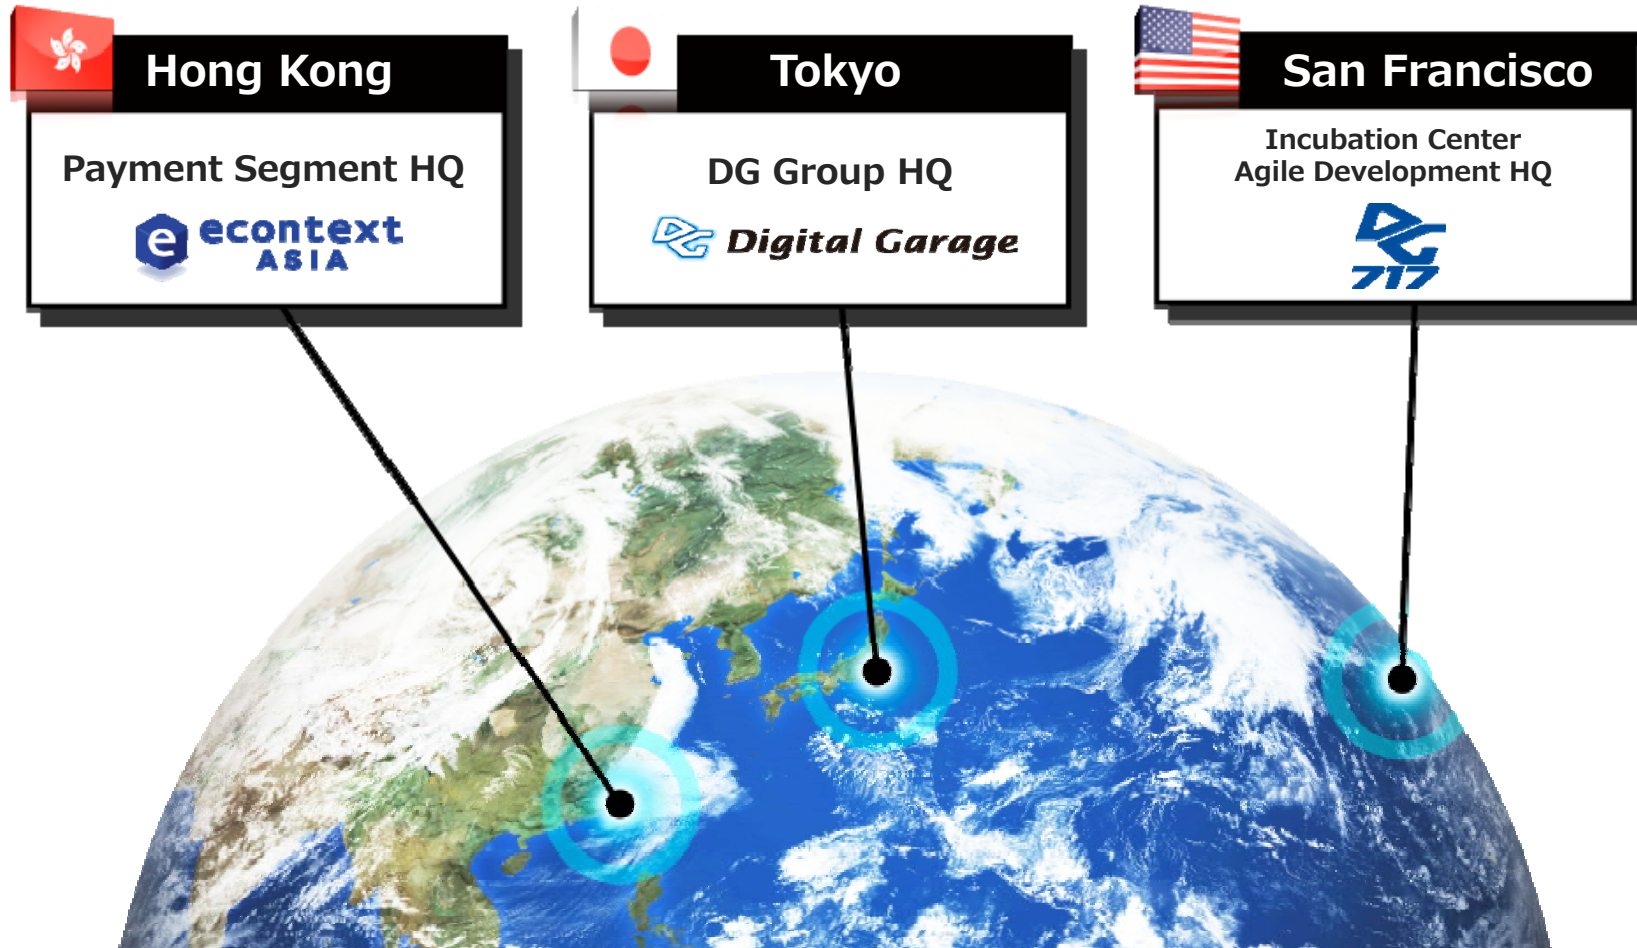 Hong Kong
Payment Segment HQ
e
econtext
ASIA
Tokyo
DG Group HQ
DG Digital Garage
San Francisco
Incubation Center
Agile Development HQ
DG
717